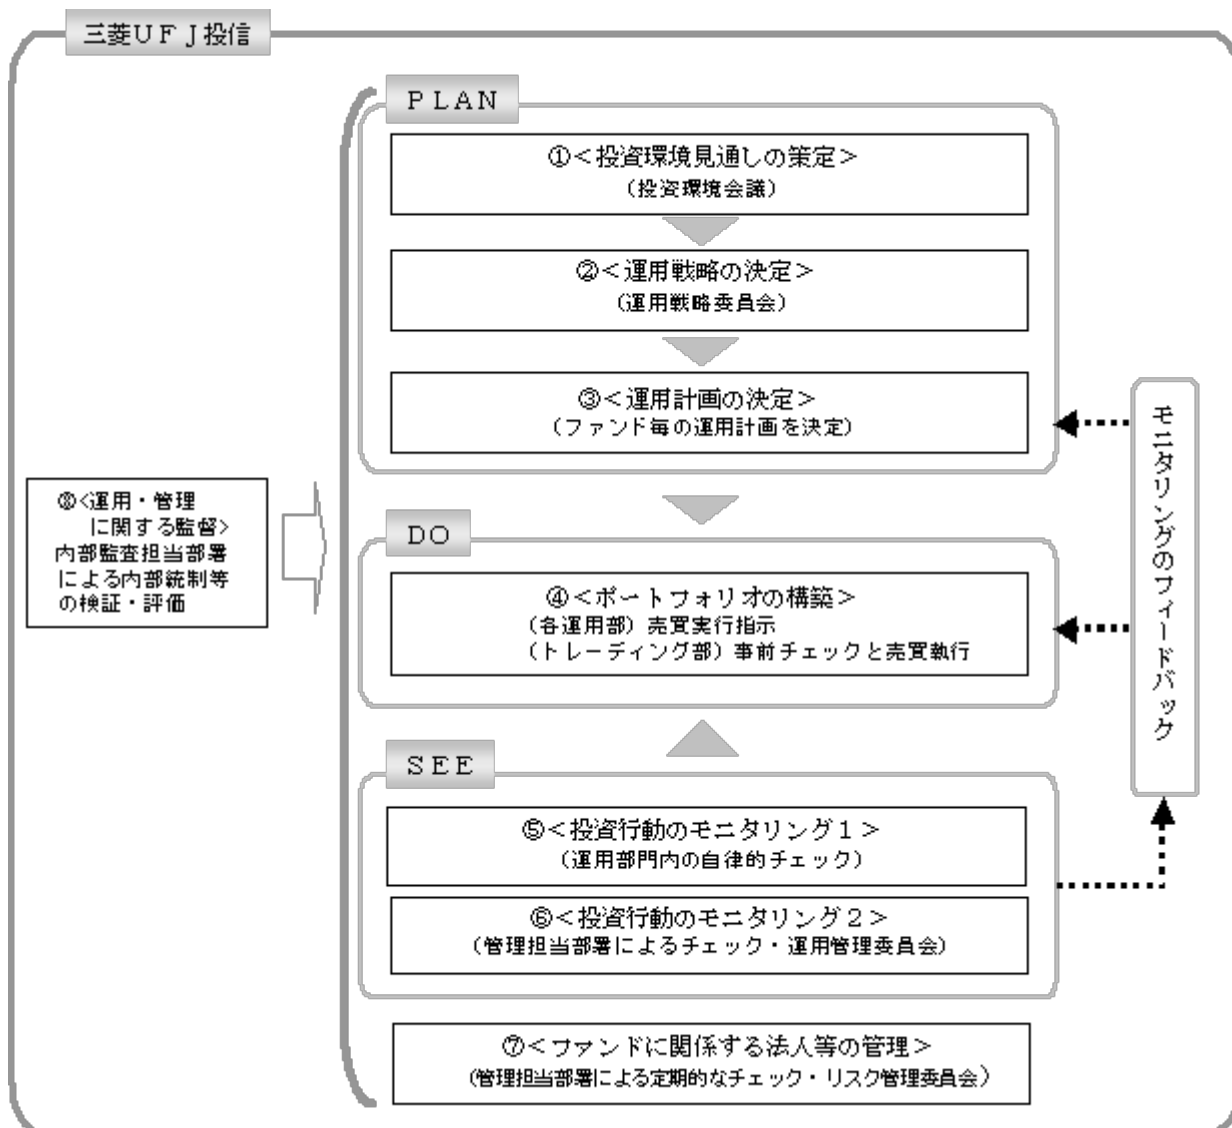 三菱ＵＦＪ投信
ＰＬＡＮ
①＜投資環境見通しの策定＞
（投資環境会議）
②＜運用戦略の決定＞
（運用戦略委員会）
③＜運用計画の決定＞
（ファンド毎の運用計画を決定）
⑧＜運用・管理
に関する監督＞
内部監査担当部署
による内部統制等
の検証・評価
ＤＯ
④＜ポートフォリオの構築＞
（各運用部）売買実行指示
（トレーディング部）事前チェックと売買執行
モニタリングのフィードバック
ＳＥＥ
⑤＜投資行動のモニタリング１＞
（運用部門内の自律的チェック）
⑥＜投資行動のモニタリング２＞
（管理担当部署によるチェック・運用管理委員会）
⑦＜ファンドに関係する法人等の管理＞
（管理担当部署による定期的なチェック・リスク管理委員会）